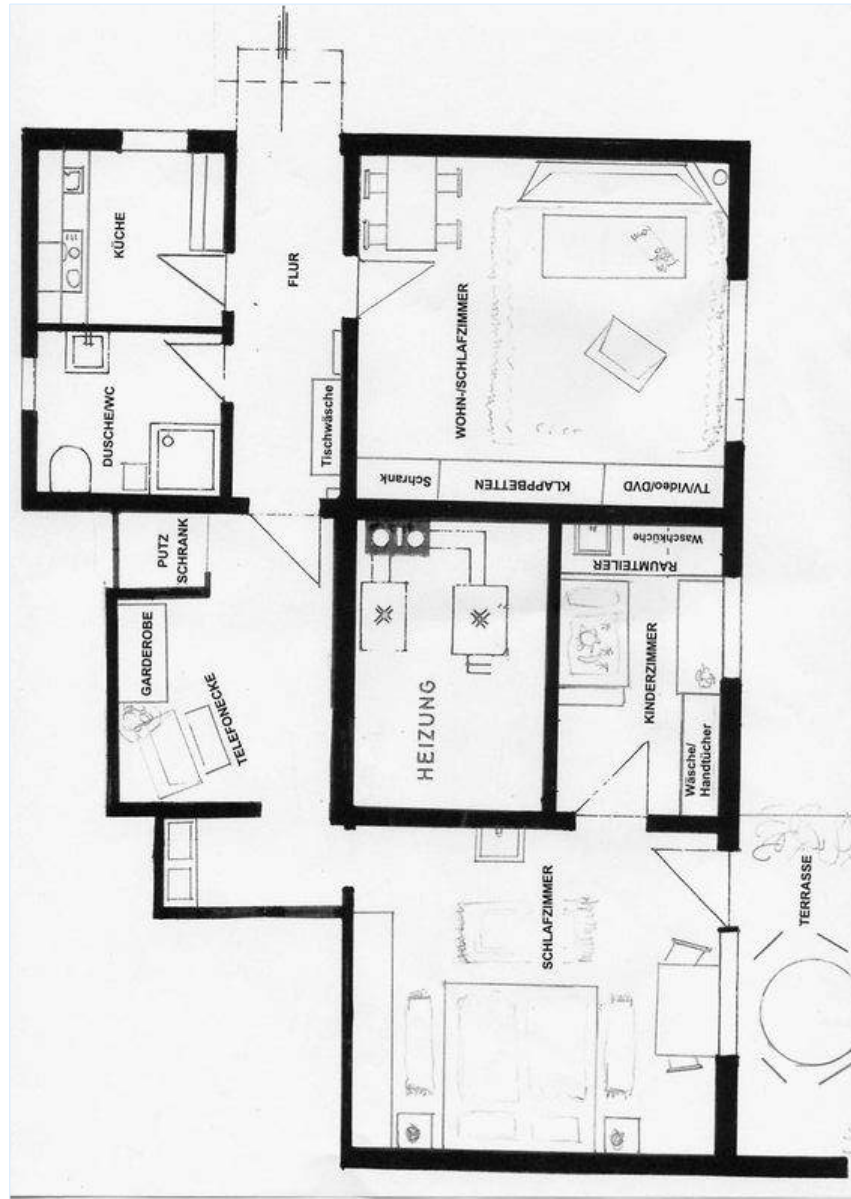 KÜCHE
DUSCHE/WC
FLUR
Tischwäsche
WOHN-/SCHLAFZIMMER
Schrank
KLAPPBETTEN
TV/Video/DVD
PUTZ
SCHRANK
GARDEROBE
TELEFONECKE
HEIZUNG
Waschküche
RAUMTEILER
KINDERZIMMER
Wäsche/
Handtücher
SCHLAFZIMMER
TERRASSE